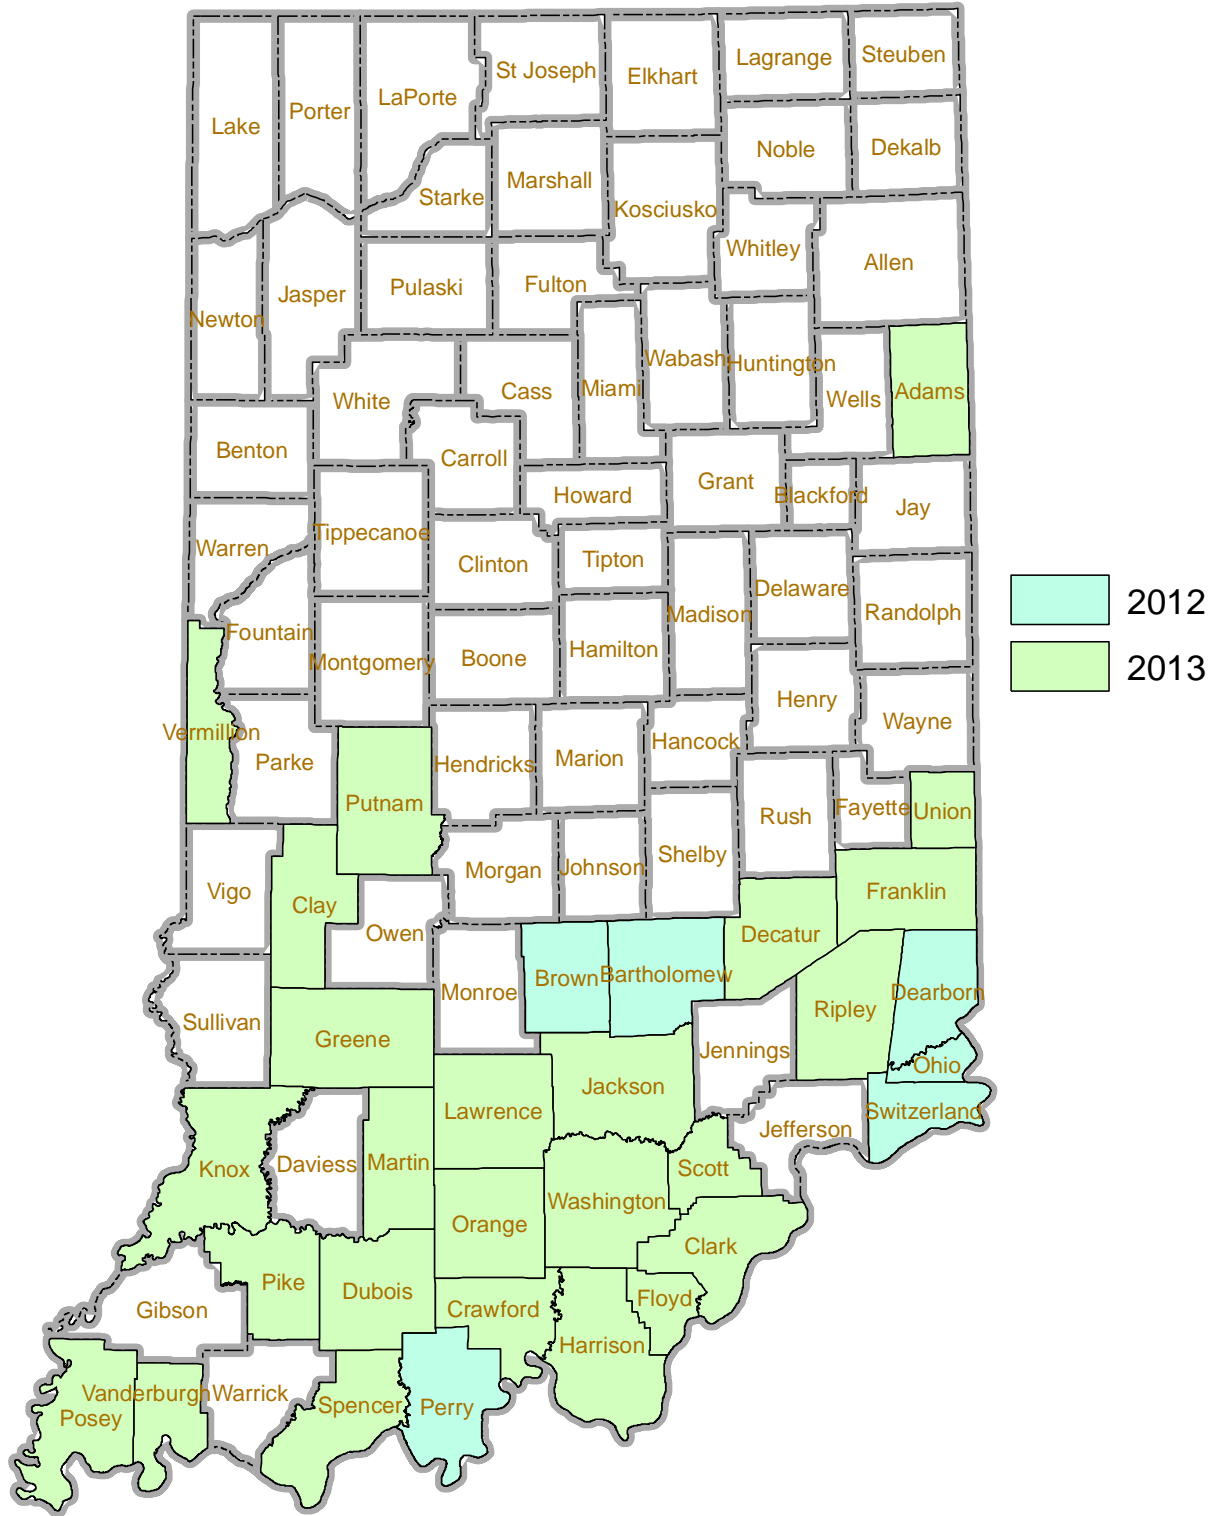 Steuben
Lagrange
St Joseph
Elkhart
LaPorte
Porter
Lake
Noble
Dekalb
Marshall
Starke
Kosciusko
Whitley
Allen
Fulton
Pulaski
Jasper
Newton
Wabash
Huntington
Miami
Cass
Adams
Wells
White
Benton
Carroll
Grant
Howard
Blackford
Jay
Tippecanoe
Warren
Clinton
Tipton
Delaware
Madison
Randolph
2012
Fountain
Montgomery
Boone
Hamilton
2013
Henry
Wayne
Vermillion
Parke
Hendricks
Marion
Hancock
Putnam
Rush
Fayette
Union
Shelby
Morgan
Johnson
Vigo
Clay
Franklin
Owen
Decatur
Brown
Bartholomew
Monroe
Dearborn
Ripley
Sullivan
Greene
Jennings
Ohio
Jackson
Lawrence
Switzerland
Jefferson
Knox
Daviess
Martin
Scott
Washington
Orange
Clark
Pike
Dubois
Floyd
Gibson
Crawford
Harrison
Vanderburgh
Warrick
Posey
Spencer
Perry